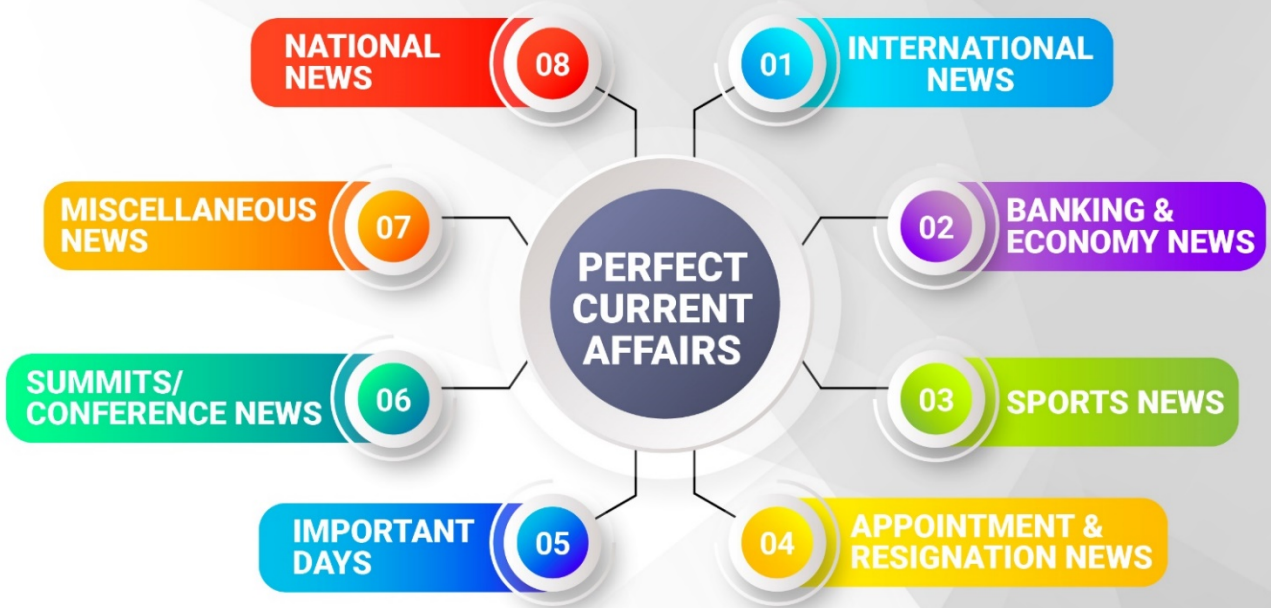 PERFECT
CURRENT
AFFAIRS
01
INTERNATIONAL
NEWS
02
BANKING &
ECONOMY NEWS
03
SPORTS NEWS
04
APPOINTMENT &
RESIGNATION NEWS
05
IMPORTANT
DAYS
06
SUMMITS/
CONFERENCE NEWS
07
MISCELLANEOUS
NEWS
08
NATIONAL
NEWS